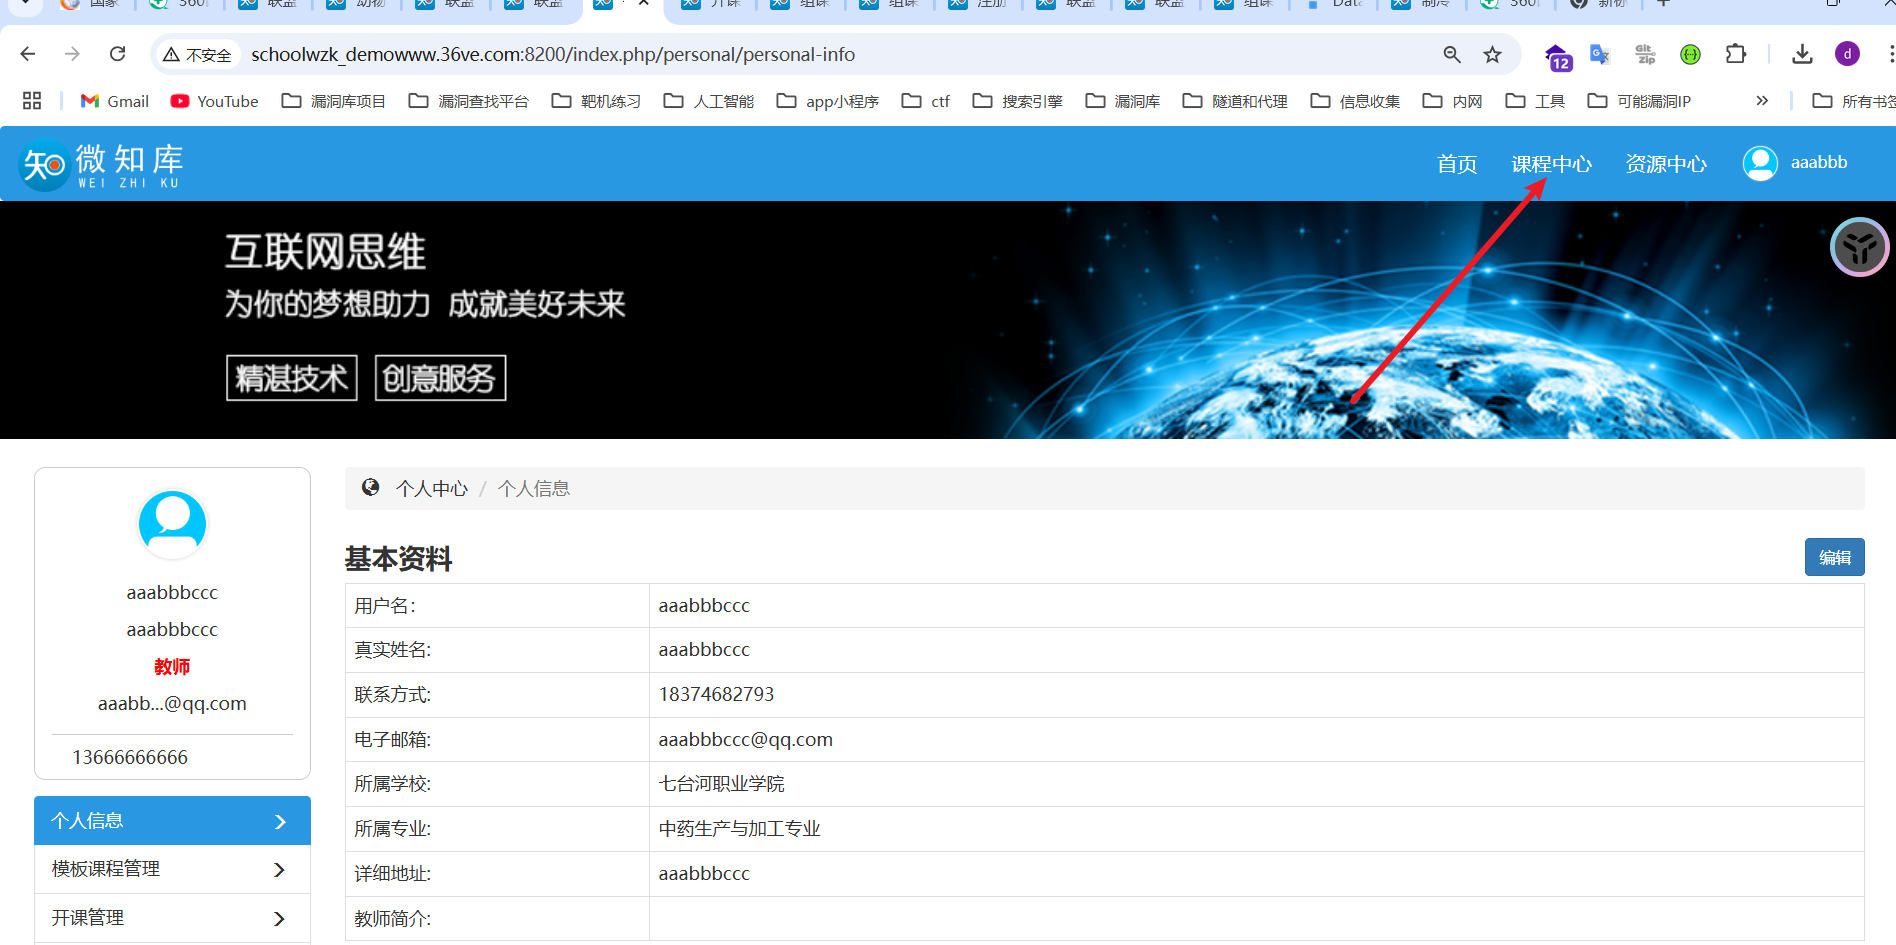 不安全 schoolwzk_demowww.36ve.com:8200/index.php/personal/personal-info
12
Git
Zip
d
Gmail YouTube 漏洞库项目 漏洞查找平台 靶机练习 人工智能 app小程序 ctf 搜索引擎 漏洞库 隧道和代理 信息收集 内网 工具 可能漏洞IP » 所有书签
知 微知库
WEI ZHI KU
首页 课程中心 资源中心 aaabbb
互联网思维
为你的梦想助力 成就美好未来
精湛技术 创意服务
aaabbbccc
aaabbbccc
教师
aaabb...@qq.com
13666666666
个人信息
模板课程管理
开课管理
个人中心 / 个人信息
基本资料 编辑
用户名: aaabbbccc
真实姓名: aaabbbccc
联系方式: 18374682793
电子邮箱: aaabbbccc@qq.com
所属学校: 七台河职业学院
所属专业: 中药生产与加工专业
详细地址: aaabbbccc
教师简介: